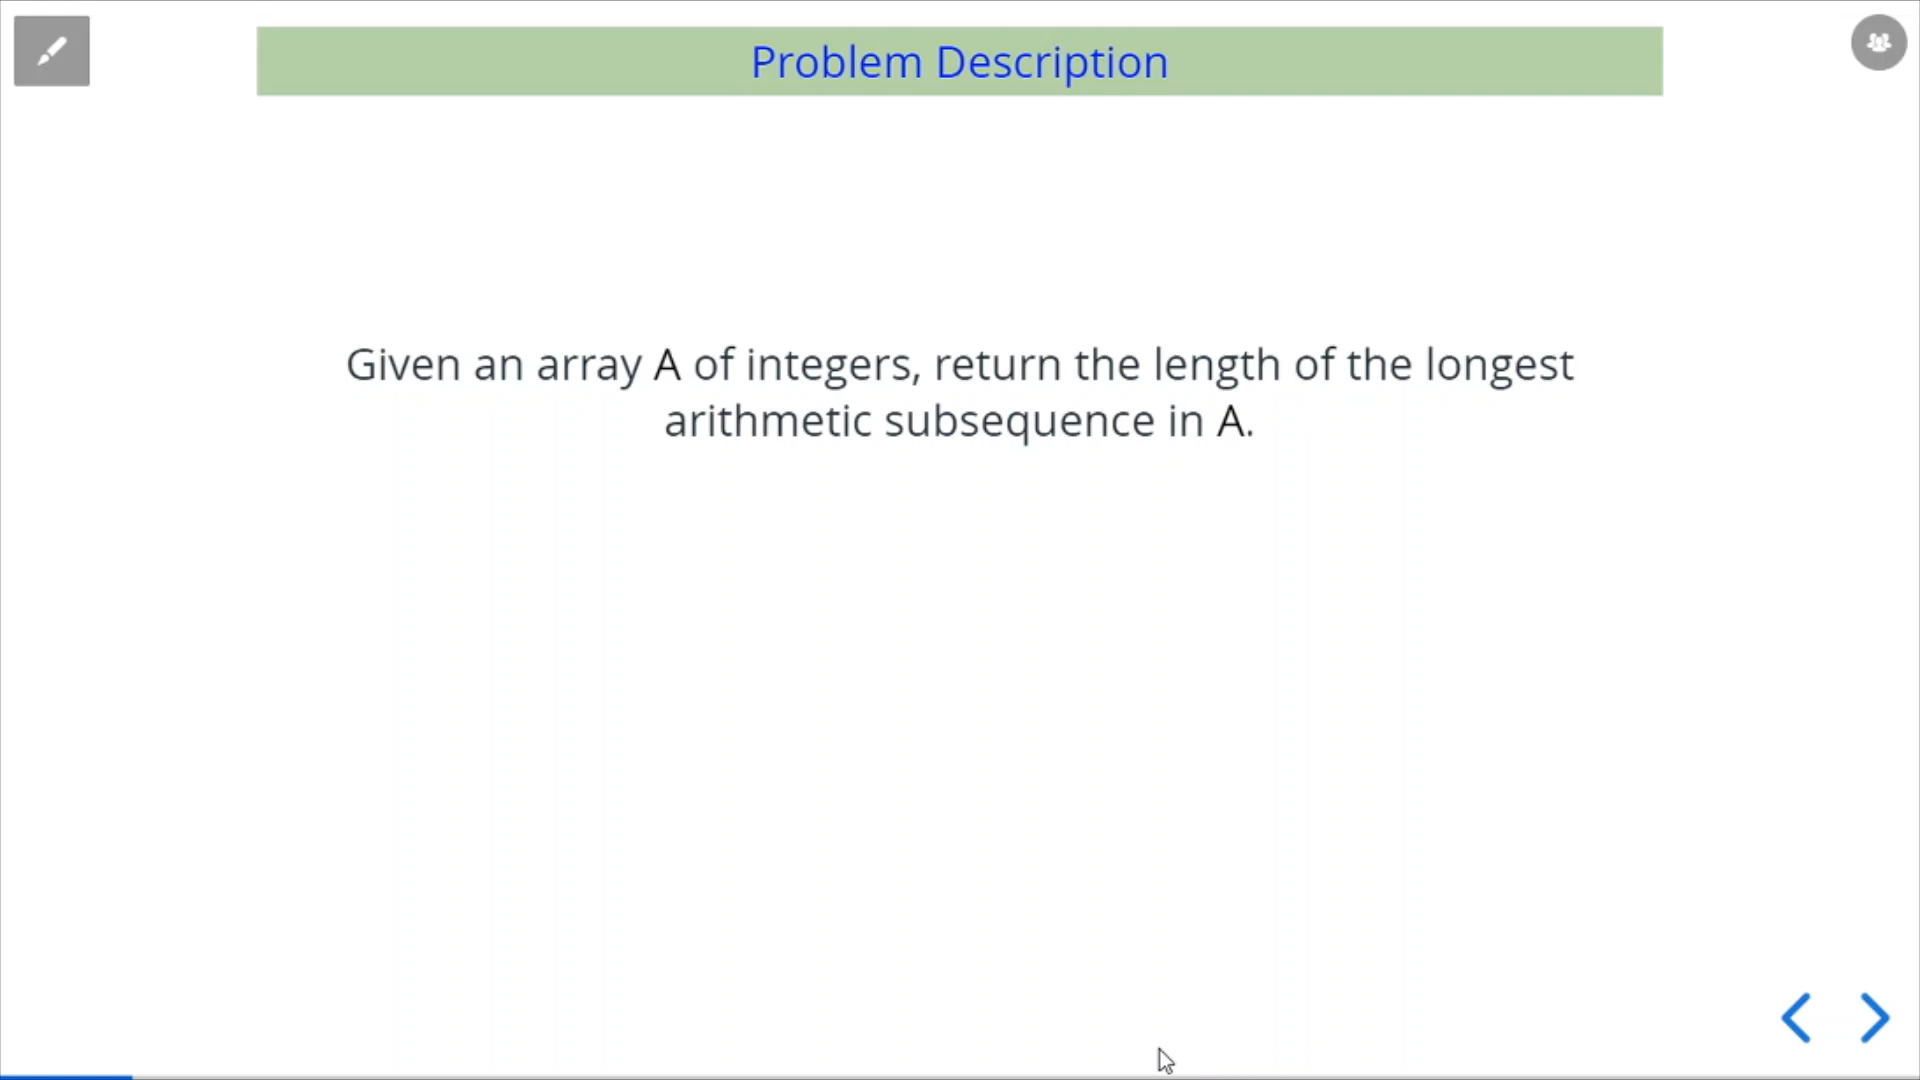 Problem Description
Given an array A of integers, return the length of the longest
arithmetic subsequence in A.